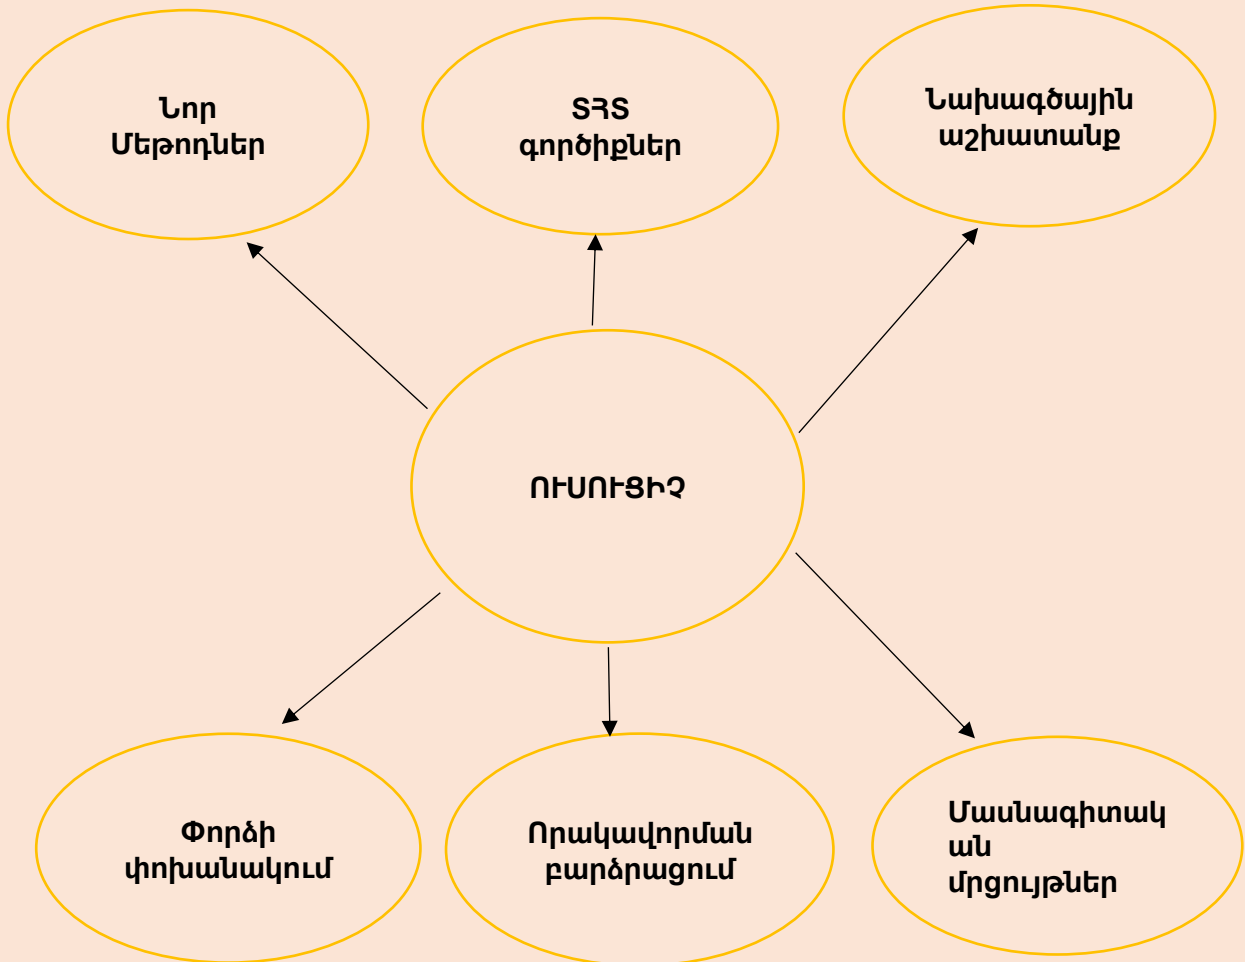 Նոր
Մեթոդներ
ՏՀՏ
գործիքներ
Նախագծային
աշխատանք
ՈՒՍՈՒՑԻՉ
Փորձի
փոխանակում
Որակավորման
բարձրացում
Մասնագիտակ
ան
մրցույթներ